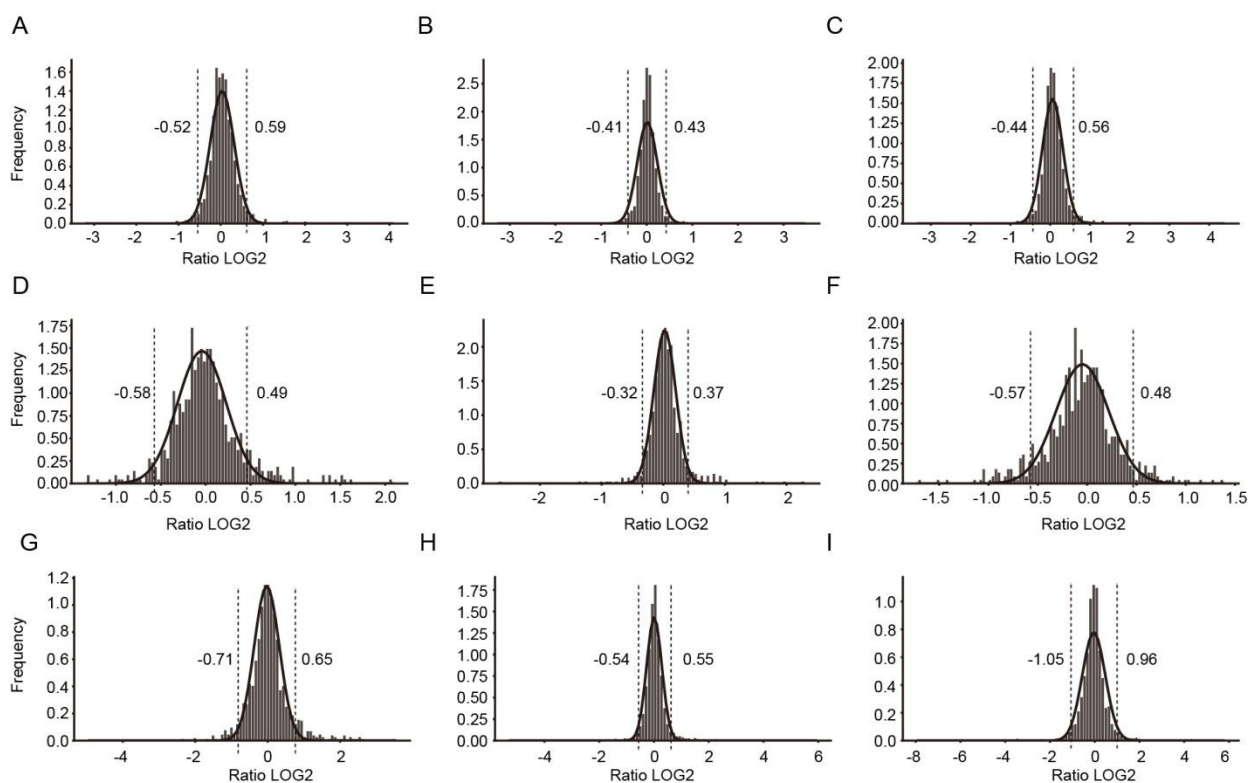 A
B
C
Frequency
1.6
1.4
1.2
1.0
0.8
0.6
0.4
0.2
0.0
-0.52
0.59
-3 -2 -1 0 1 2 3 4
Ratio LOG2
2.5
2.0
1.5
1.0
0.5
0.0
-0.41
0.43
-3 -2 -1 0 1 2 3
Ratio LOG2
2.00
1.75
1.50
1.25
1.00
0.75
0.50
0.25
0.00
-0.44
0.56
-3 -2 -1 0 1 2 3 4
Ratio LOG2
D
E
F
Frequency
1.75
1.50
1.25
1.00
0.75
0.50
0.25
0.00
-0.58
0.49
-1.0 -0.5 0.0 0.5 1.0 1.5 2.0
Ratio LOG2
2.0
1.5
1.0
0.5
0.0
-0.32
0.37
-2 -1 0 1 2
Ratio LOG2
2.00
1.75
1.50
1.25
1.00
0.75
0.50
0.25
0.00
-0.57
0.48
-1.5 -1.0 -0.5 0.0 0.5 1.0 1.5
Ratio LOG2
G
H
I
Frequency
1.2
1.0
0.8
0.6
0.4
0.2
0.0
-0.71
0.65
-4 -2 0 2
Ratio LOG2
1.75
1.50
1.25
1.00
0.75
0.50
0.25
0.00
-0.54
0.55
-4 -2 0 2 4 6
Ratio LOG2
1.0
0.8
0.6
0.4
0.2
0.0
-1.05
0.96
-8 -6 -4 -2 0 2 4 6
Ratio LOG2